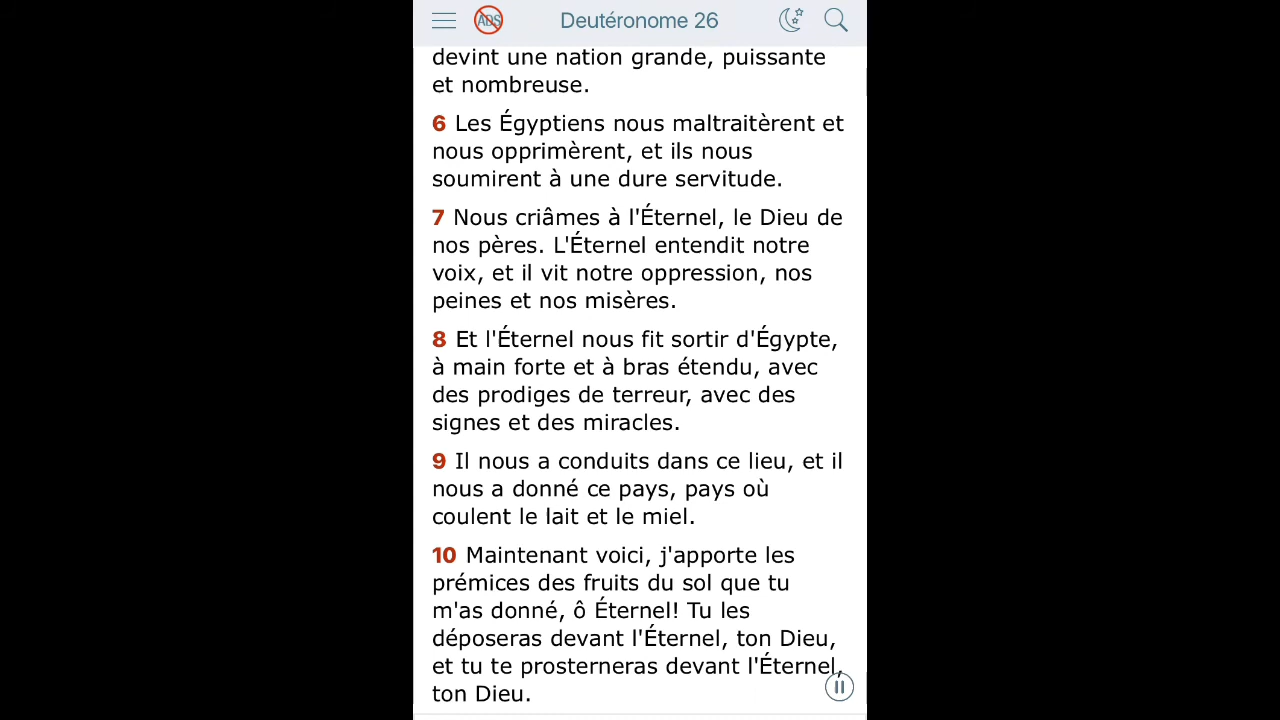 ADS
Deutéronome 26
devint une nation grande, puissante
et nombreuse.
6 Les Égyptiens nous maltraitèrent et
nous opprimèrent, et ils nous
soumirent à une dure servitude.
7 Nous criâmes à l'Éternel, le Dieu de
nos pères. L'Éternel entendit notre
voix, et il vit notre oppression, nos
peines et nos misères.
8 Et l'Éternel nous fit sortir d'Égypte,
à main forte et à bras étendu, avec
des prodiges de terreur, avec des
signes et des miracles.
9 Il nous a conduits dans ce lieu, et il
nous a donné ce pays, pays où
coulent le lait et le miel.
10 Maintenant voici, j'apporte les
prémices des fruits du sol que tu
m'as donné, ô Éternel! Tu les
déposeras devant l'Éternel, ton Dieu,
et tu te prosterneras devant l'Éternel,
ton Dieu.